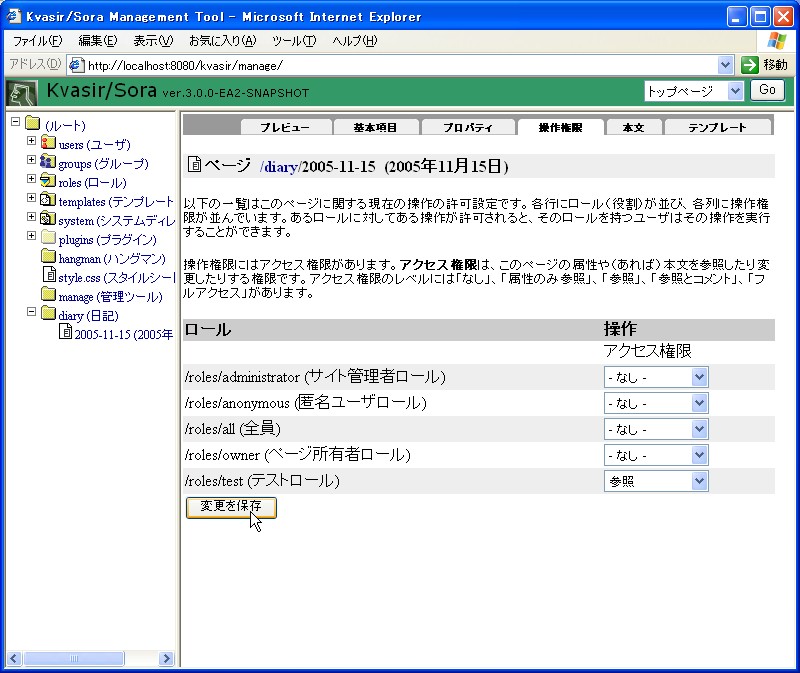 Kvasir/Sora Management Tool - Microsoft Internet Explorer
ファイル(F) 編集(E) 表示(V) お気に入り(A) ツール(T) ヘルプ(H)
アドレス(D) http://localhost:8080/kvasir/manage/ 移動
Kvasir/Sora ver.3.0.0-EA2-SNAPSHOT トップページ Go
(ルート)
users (ユーザ)
groups (グループ)
roles (ロール)
templates (テンプレート
system (システムディレ
plugins (プラグイン)
hangman (ハングマン)
style.css (スタイルシート
manage (管理ツール)
diary (日記)
2005-11-15 (2005年
プレビュー 基本項目 プロパティ 操作権限 本文 テンプレート
ページ /diary/2005-11-15 (2005年11月15日)
以下の一覧はこのページに関する現在の操作の許可設定です。各行にロール(役割)が並び、各列に操作権
限が並んでいます。あるロールに対してある操作が許可されると、そのロールを持つユーザはその操作を実行
することができます。
操作権限にはアクセス権限があります。アクセス権限は、このページの属性や(あれば)本文を参照したり変
更したりする権限です。アクセス権限のレベルには「なし」、「属性のみ参照」、「参照」、「参照とコメント」、「フ
ルアクセス」があります。
ロール 操作
アクセス権限
/roles/administrator (サイト管理者ロール) - なし -
/roles/anonymous (匿名ユーザロール) - なし -
/roles/all (全員) - なし -
/roles/owner (ページ所有者ロール) - なし -
/roles/test (テストロール) 参照
変更を保存